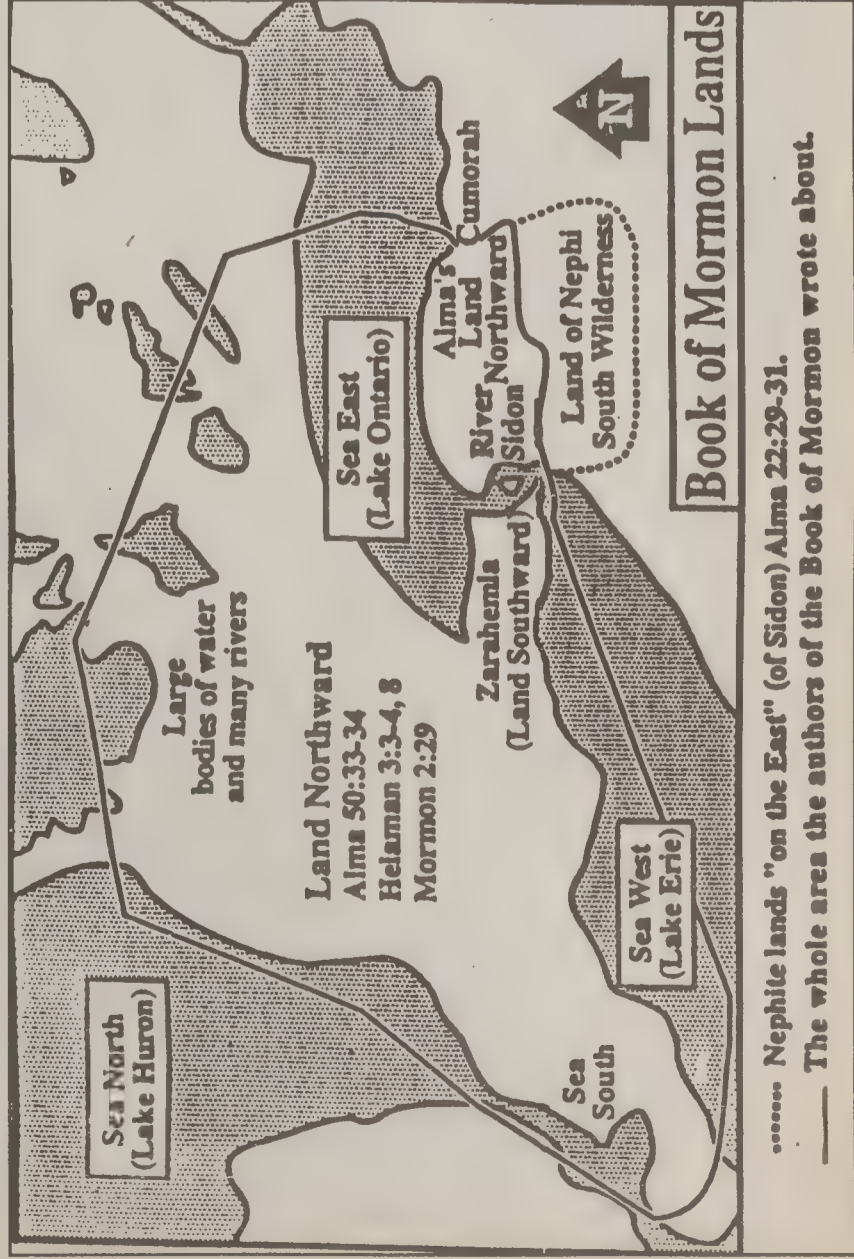 Sea North
(Lake Huron)
Large
bodies of water
and many rivers
Land Northward
Alma 50:33-34
Helaman 3:3-4, 8
Mormon 2:29
Sea East
(Lake Ontario)
Alma's
Land
Northward
Cumorah
River
Sidon
Zarahemla
(Land Southward)
Land of Nephi
South Wilderness
Sea West
(Lake Erie)
Sea
South
N
Book of Mormon Lands
Nephite lands "on the East" (of Sidon) Alma 22:29-31.
The whole area the authors of the Book of Mormon wrote about.